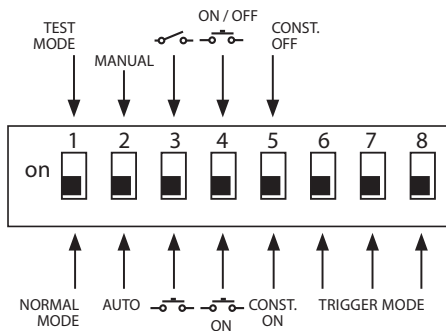 ON / OFF
TEST
MODE
CONST.
OFF
MANUAL
1 2 3 4 5 6 7 8
on
NORMAL
MODE
AUTO
ON
CONST.
ON
TRIGGER MODE